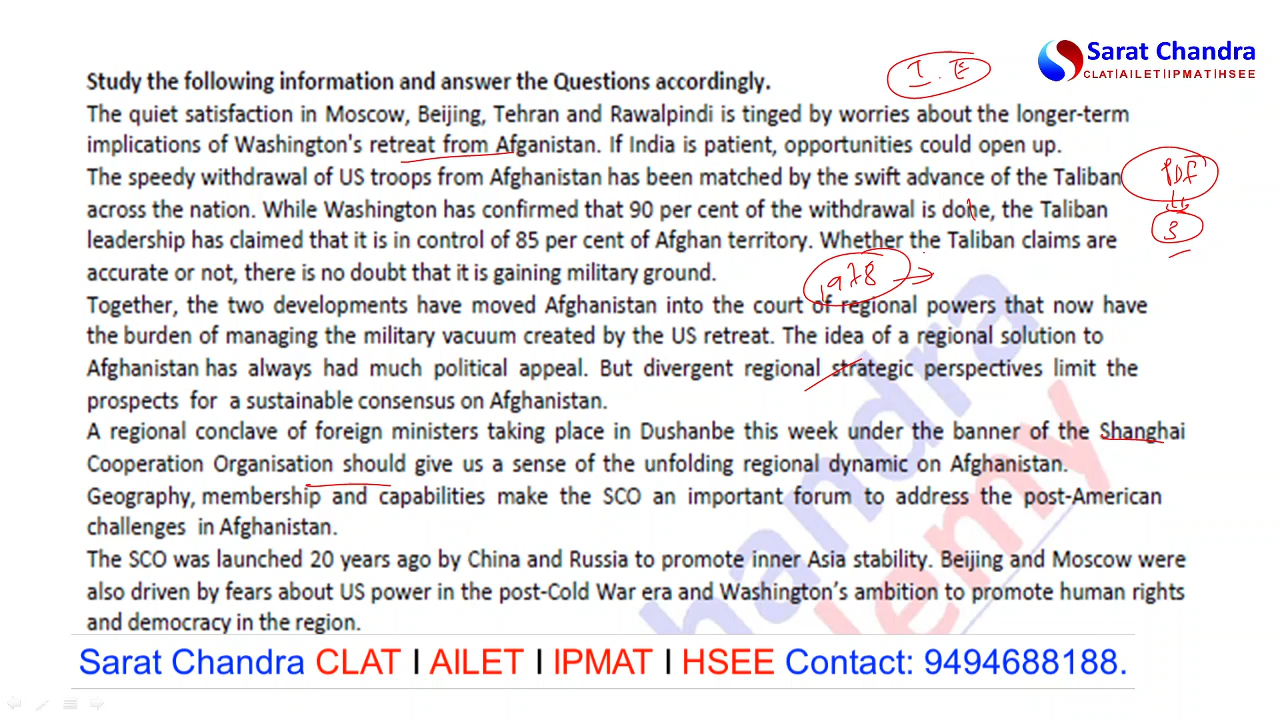 Sarat Chandra
CLAT|AILET|IPMAT|HSEE
I. E
Study the following information and answer the Questions accordingly.
The quiet satisfaction in Moscow, Beijing, Tehran and Rawalpindi is tinged by worries about the longer-term
implications of Washington's retreat from Afganistan. If India is patient, opportunities could open up.
The speedy withdrawal of US troops from Afghanistan has been matched by the swift advance of the Taliban
PDF
across the nation. While Washington has confirmed that 90 per cent of the withdrawal is done, the Taliban
3
leadership has claimed that it is in control of 85 per cent of Afghan territory. Whether the Taliban claims are
accurate or not, there is no doubt that it is gaining military ground.
1978
Together, the two developments have moved Afghanistan into the court of regional powers that now have
the burden of managing the military vacuum created by the US retreat. The idea of a regional solution to
Afghanistan has always had much political appeal. But divergent regional strategic perspectives limit the
prospects for a sustainable consensus on Afghanistan.
A regional conclave of foreign ministers taking place in Dushanbe this week under the banner of the Shanghai
Cooperation Organisation should give us a sense of the unfolding regional dynamic on Afghanistan.
Geography, membership and capabilities make the SCO an important forum to address the post-American
challenges in Afghanistan.
The SCO was launched 20 years ago by China and Russia to promote inner Asia stability. Beijing and Moscow were
also driven by fears about US power in the post-Cold War era and Washington's ambition to promote human rights
and democracy in the region.
Sarat Chandra CLAT I AILET I IPMAT I HSEE Contact: 9494688188.